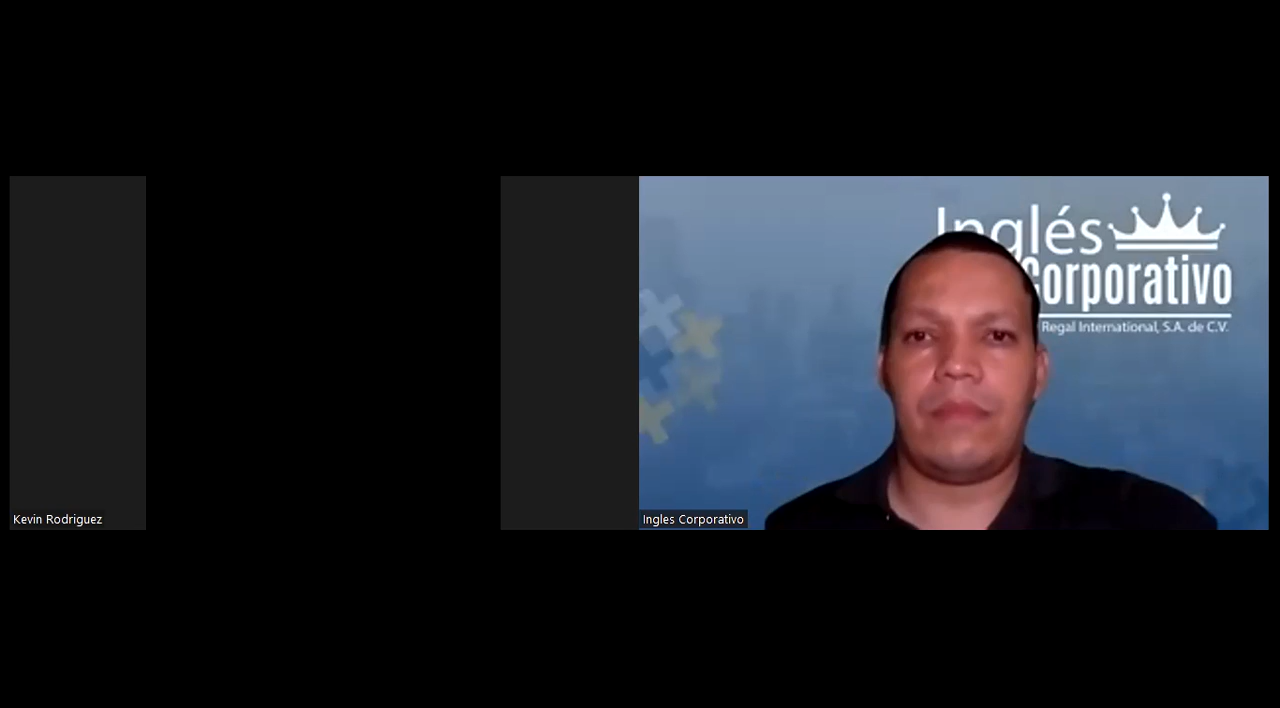 Inglés
Corporativo
Regal International, S.A. de C.V.
Kevin Rodriguez
Ingles Corporativo